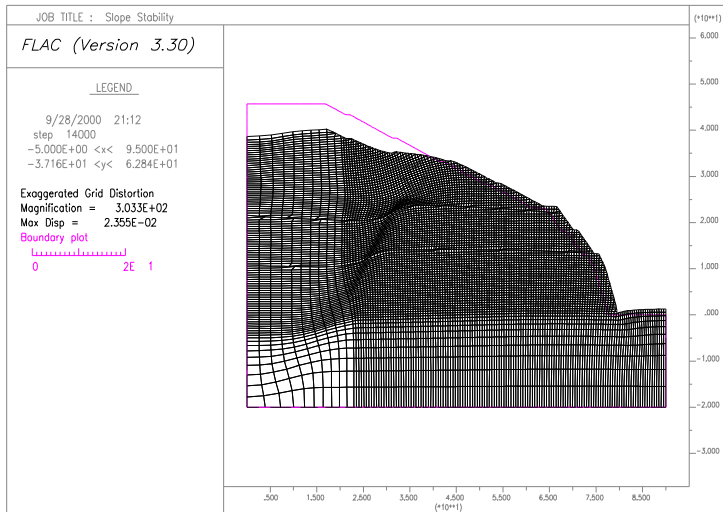 JOB TITLE :  Slope Stability
FLAC (Version 3.30)
LEGEND
9/28/2000  21:12
step  14000
-5.000E+00 <x<  9.500E+01
-3.716E+01 <y<  6.284E+01
Exaggerated Grid Distortion
Magnification =    3.033E+02
Max Disp =    2.355E-02
Boundary plot
0    2E  1
(*10**1)
6.000
5.000
4.000
3.000
2.000
1.000
.000
-1.000
-2.000
-3.000
.500 1.500 2.500 3.500 4.500 5.500 6.500 7.500 8.500
(*10**1)